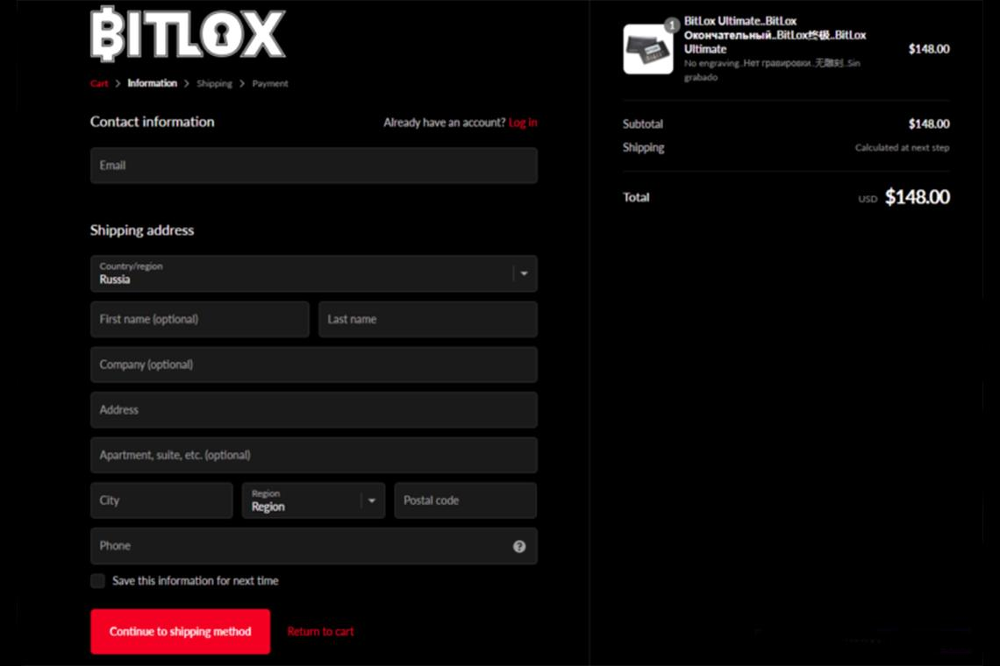 BITLOX
Cart > Information > Shipping > Payment
Contact information
Already have an account? Log in
Email
Shipping address
Country/region
Russia
First name (optional)
Last name
Company (optional)
Address
Apartment, suite, etc. (optional)
City
Region
Region
Postal code
Phone
?
Save this information for next time
Continue to shipping method
Return to cart
1
BitLox Ultimate..BitLox
Окончательный..BitLox终极..BitLox
Ultimate
$148.00
No engraving..Нет гравировки..无雕刻..Sin
grabado
Subtotal
$148.00
Shipping
Calculated at next step
Total
USD $148.00